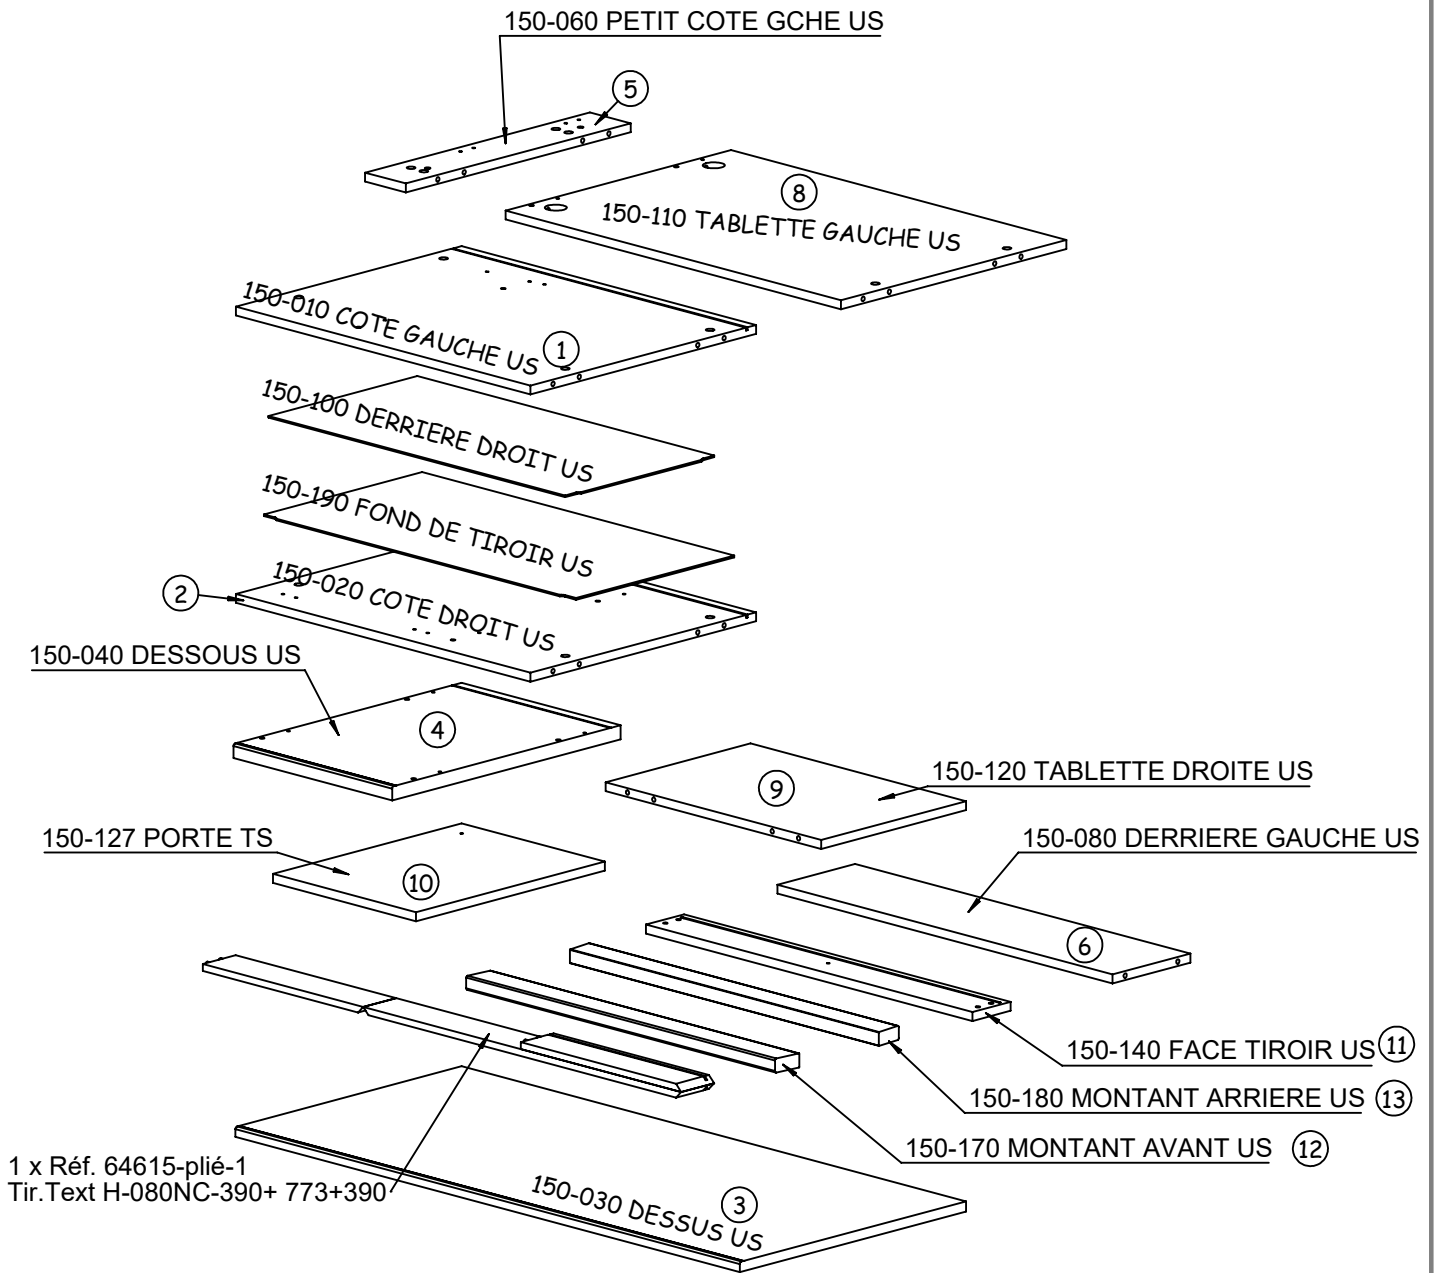 150-060 PETIT COTE GCHE US
5
8
150-110 TABLETTE GAUCHE US
150-010 COTE GAUCHE US
1
150-100 DERRIERE DROIT US
150-190 FOND DE TIROIR US
150-020 COTE DROIT US
2
150-040 DESSOUS US
4
150-120 TABLETTE DROITE US
9
150-127 PORTE TS
10
150-080 DERRIERE GAUCHE US
6
150-140 FACE TIROIR US 11
150-180 MONTANT ARRIERE US 13
150-170 MONTANT AVANT US 12
1 x Réf. 64615-plié-1
Tir.Text H-080NC-390+ 773+390
150-030 DESSUS US
3